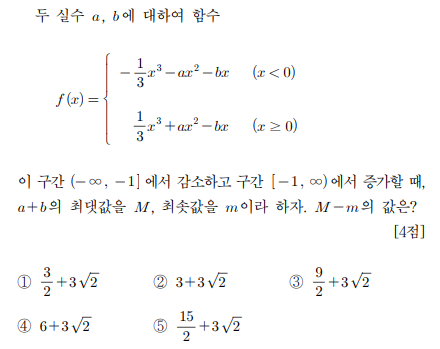 두 실수 a, b에 대하여 함수
f(x) = { -1/3 x³ - ax² - bx (x < 0)
1/3 x³ + ax² - bx (x ≥ 0)
이 구간 (-∞, -1]에서 감소하고 구간 [-1, ∞)에서 증가할 때,
a+b의 최댓값을 M, 최솟값을 m이라 하자. M-m의 값은?
[4점]
① 3/2 + 3√2 ② 3+3√2 ③ 9/2 + 3√2
④ 6+3√2 ⑤ 15/2 + 3√2